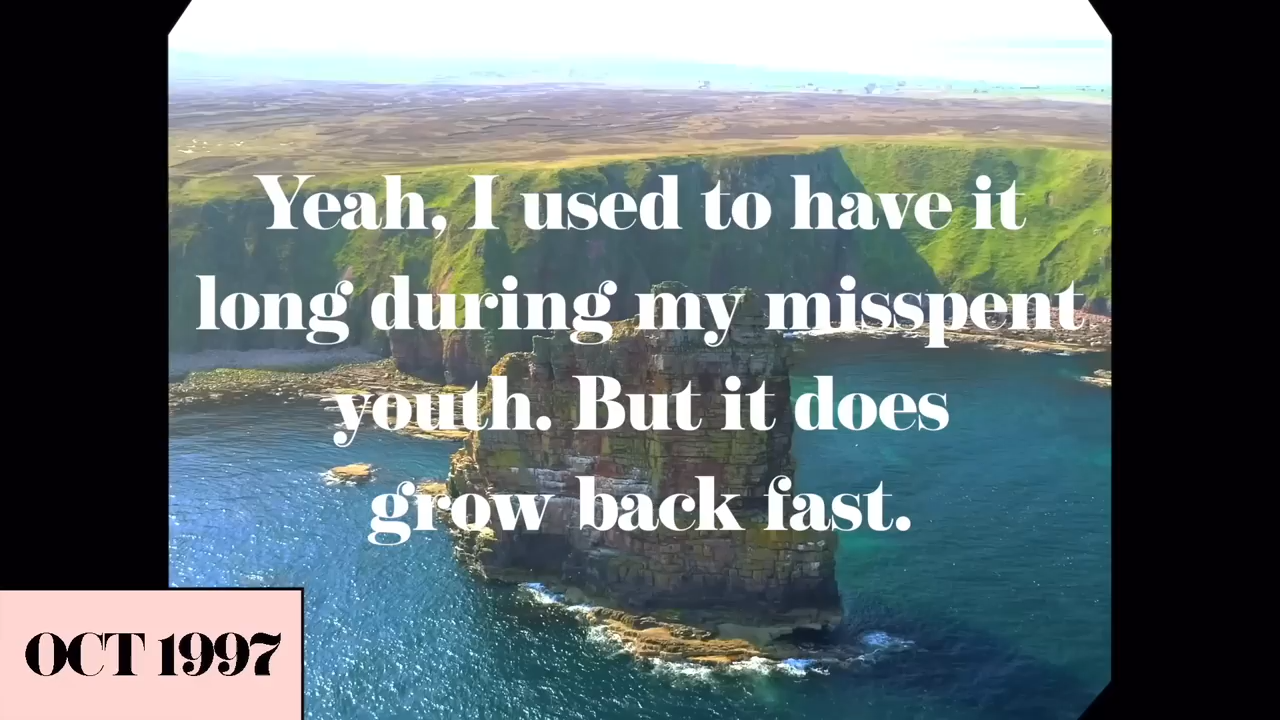 Yeah, I used to have it
long during my misspent
youth. But it does
grow back fast.
OCT 1997